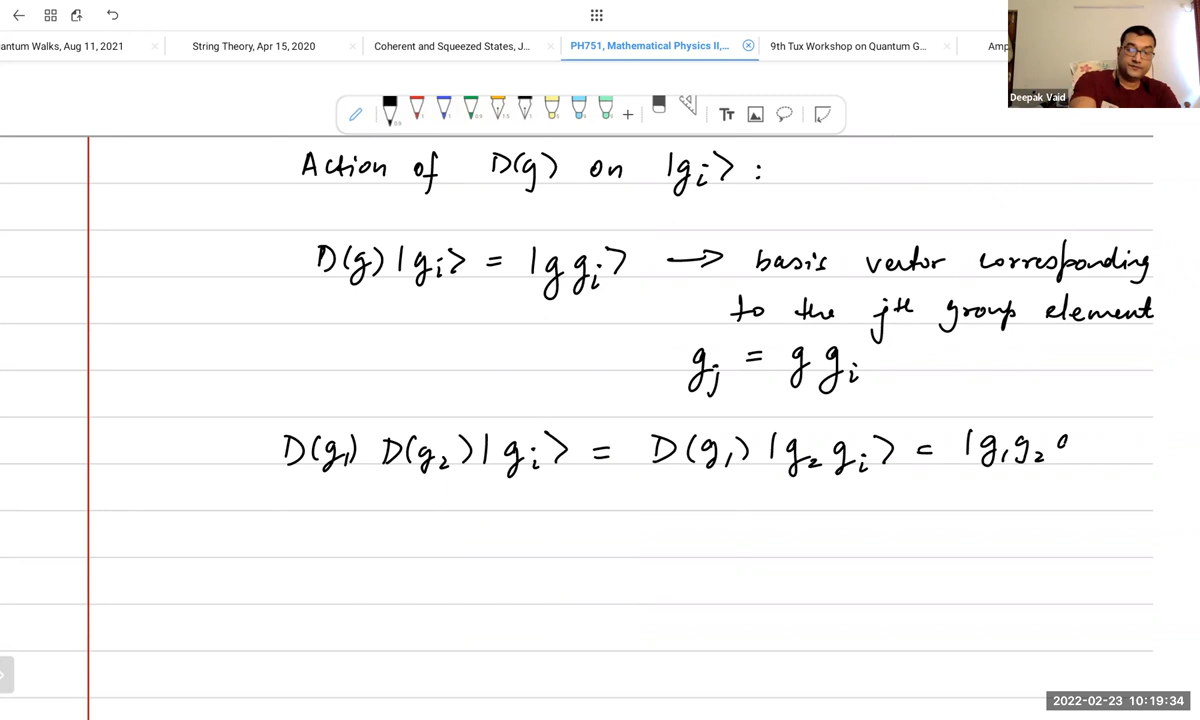 antum Walks, Aug 11, 2021
String Theory, Apr 15, 2020
Coherent and Squeezed States, J...
PH751, Mathematical Physics II,...
9th Tux Workshop on Quantum G...
Amp
Deepak Vaid
Tт
Action of D(g) on |gᵢ> :
D(g)|gᵢ> = |g gᵢ> → basis vector corresponding
to the jᵗʰ group element
gⱼ = g gᵢ
D(g₁) D(g₂)|gᵢ> = D(g₁)|g₂ gᵢ> = |g₁g₂
2022-02-23 10:19:34